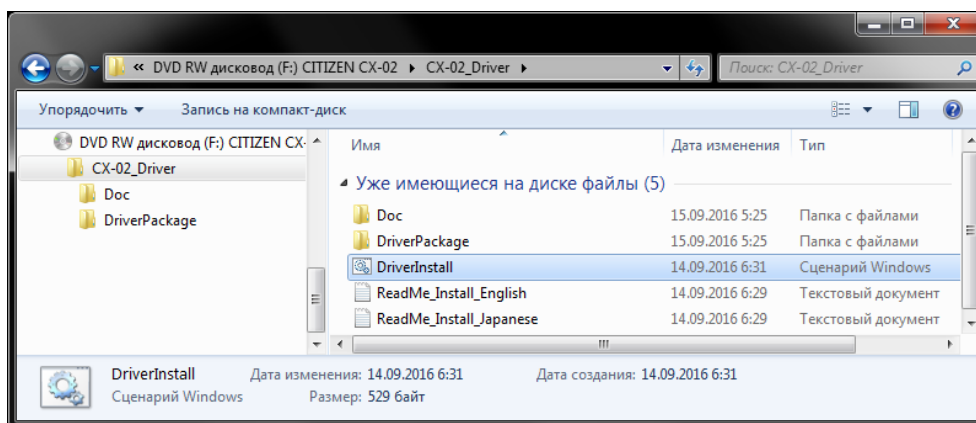 « DVD RW дисковод (F:) CITIZEN CX-02 ▸ CX-02_Driver ▸ Поиск: CX-02_Driver
Упорядочить ▼ Запись на компакт-диск
DVD RW дисковод (F:) CITIZEN CX-
CX-02_Driver
Doc
DriverPackage
Имя Дата изменения Тип
Уже имеющиеся на диске файлы (5)
Doc 15.09.2016 5:25 Папка с файлами
DriverPackage 15.09.2016 5:25 Папка с файлами
DriverInstall 14.09.2016 6:31 Сценарий Windows
ReadMe_Install_English 14.09.2016 6:29 Текстовый документ
ReadMe_Install_Japanese 14.09.2016 6:29 Текстовый документ
DriverInstall Дата изменения: 14.09.2016 6:31 Дата создания: 14.09.2016 6:31
Сценарий Windows Размер: 529 байт